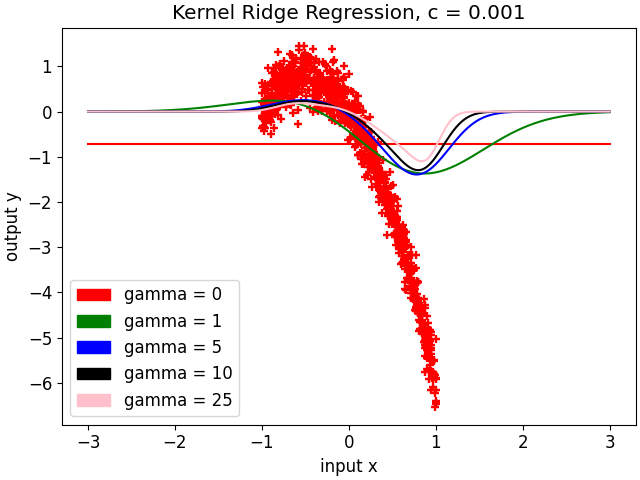 Kernel Ridge Regression, c = 0.001
output y
1
0
−1
−2
−3
−4
−5
−6
gamma = 0
gamma = 1
gamma = 5
gamma = 10
gamma = 25
−3 −2 −1 0 1 2 3
input x